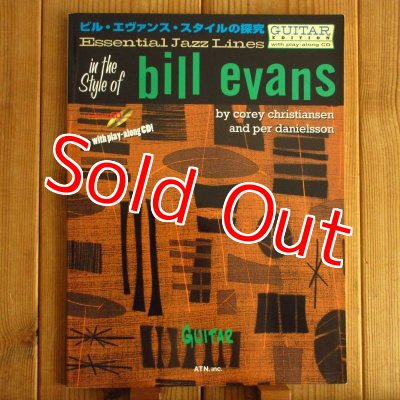 ビル・エヴァンス・スタイルの探究
GUITAR
EDITION
with play-along CD
Essential Jazz Lines
in the
Style of
bill evans
by corey christiansen
and per danielsson
with play-along CD!
Sold Out
GUITAR
ATN, inc.